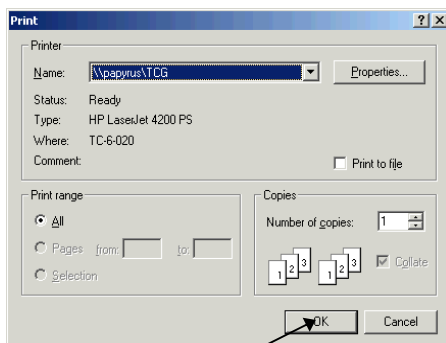 Print
Printer
Name: \\papyrus\TCG Properties...
Status: Ready
Type: HP LaserJet 4200 PS
Where: TC-6-020
Comment: Print to file
Print range
All
Pages from: to:
Selection
Copies
Number of copies: 1
1 2 3 1 2 3 Collate
OK Cancel